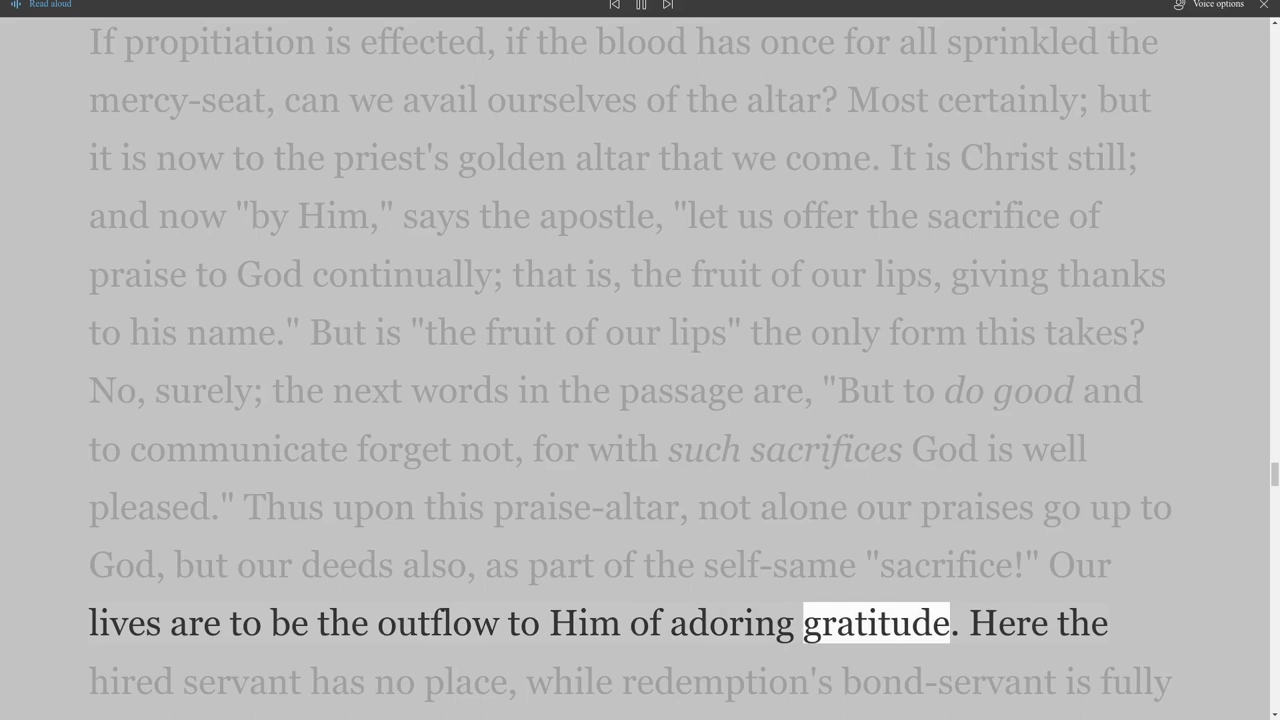 Read aloud
Voice options
If propitiation is effected, if the blood has once for all sprinkled the
mercy-seat, can we avail ourselves of the altar? Most certainly; but
it is now to the priest's golden altar that we come. It is Christ still;
and now "by Him," says the apostle, "let us offer the sacrifice of
praise to God continually; that is, the fruit of our lips, giving thanks
to his name." But is "the fruit of our lips" the only form this takes?
No, surely; the next words in the passage are, "But to do good and
to communicate forget not, for with such sacrifices God is well
pleased." Thus upon this praise-altar, not alone our praises go up to
God, but our deeds also, as part of the self-same "sacrifice!" Our
lives are to be the outflow to Him of adoring gratitude. Here the
hired servant has no place, while redemption's bond-servant is fully